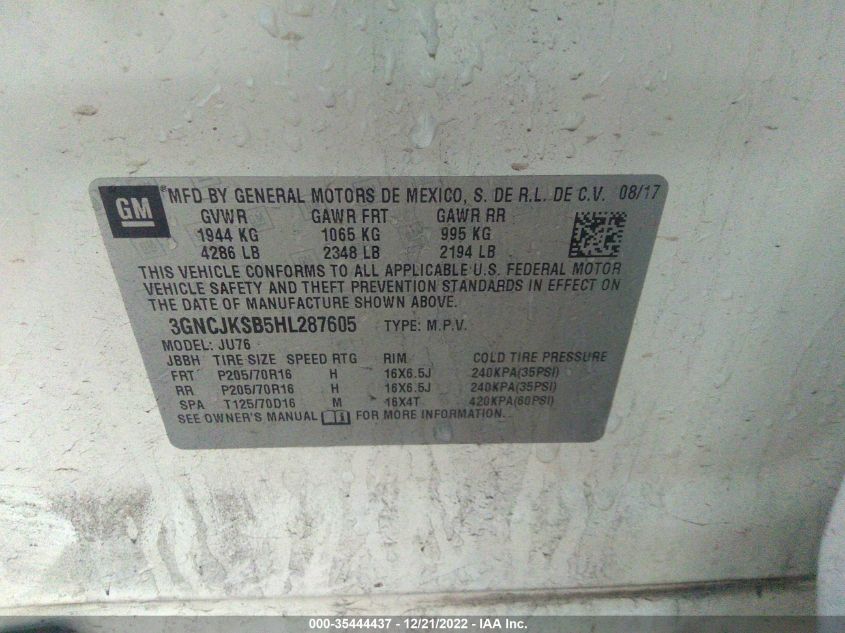 GM
®MFD BY GENERAL MOTORS DE MEXICO, S. DE R.L. DE C.V. 08/17
GVWR GAWR FRT GAWR RR
1944 KG 1065 KG 995 KG
4286 LB 2348 LB 2194 LB
THIS VEHICLE CONFORMS TO ALL APPLICABLE U.S. FEDERAL MOTOR
VEHICLE SAFETY AND THEFT PREVENTION STANDARDS IN EFFECT ON
THE DATE OF MANUFACTURE SHOWN ABOVE.
3GNCJKSB5HL287605 TYPE: M.P.V.
MODEL: JU76
JBBH TIRE SIZE SPEED RTG RIM COLD TIRE PRESSURE
FRT P205/70R16 H 16X6.5J 240KPA(35PSI)
RR P205/70R16 H 16X6.5J 240KPA(35PSI)
SPA T125/70D16 M 16X4T 420KPA(60PSI)
SEE OWNER'S MANUAL FOR MORE INFORMATION.
000-35444437 - 12/21/2022 - IAA Inc.